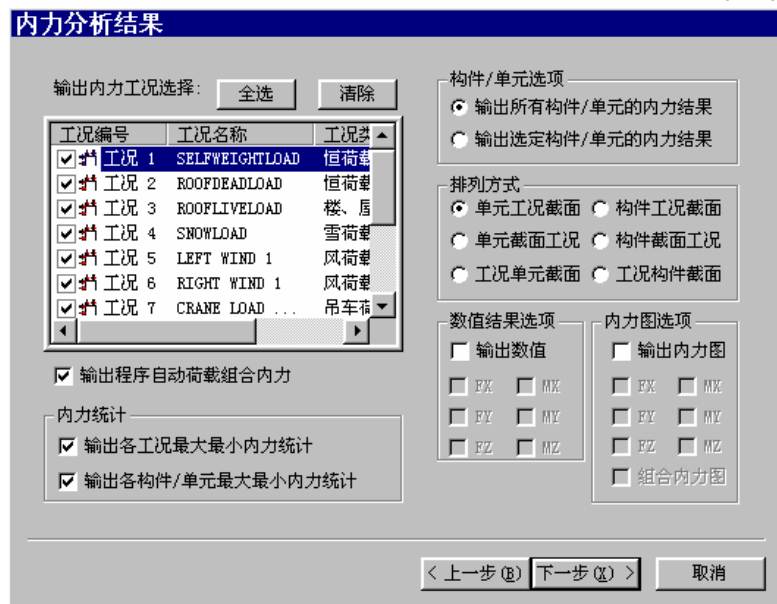 内力分析结果
输出内力工况选择: 全选 清除
工况编号 工况名称 工况类
工况 1 SELFWEIGHTLOAD 恒荷载
工况 2 ROOFDEADLOAD 恒荷载
工况 3 ROOFLIVELOAD 楼、屋
工况 4 SNOWLOAD 雪荷载
工况 5 LEFT WIND 1 风荷载
工况 6 RIGHT WIND 1 风荷载
工况 7 CRANE LOAD ... 吊车荷
输出程序自动荷载组合内力
内力统计
输出各工况最大最小内力统计
输出各构件/单元最大最小内力统计
构件/单元选项
输出所有构件/单元的内力结果
输出选定构件/单元的内力结果
排列方式
单元工况截面 构件工况截面
单元截面工况 构件截面工况
工况单元截面 工况构件截面
数值结果选项
输出数值
FX MX
FY MY
FZ MZ
内力图选项
输出内力图
FX MX
FY MY
FZ MZ
组合内力图
< 上一步(B) 下一步(X) > 取消